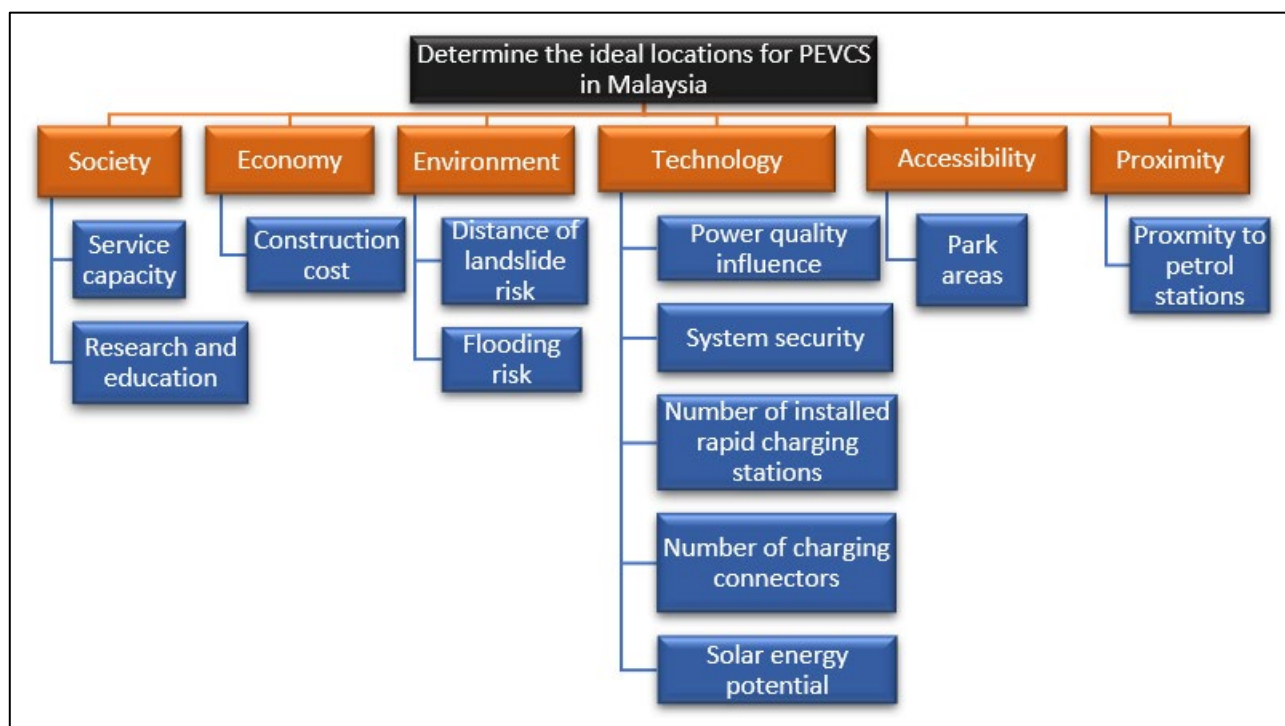 Determine the ideal locations for PEVCS
in Malaysia
Society
Economy
Environment
Technology
Accessibility
Proximity
Service
capacity
Research and
education
Construction
cost
Distance of
landslide
risk
Flooding
risk
Power quality
influence
System security
Number of installed
rapid charging
stations
Number of charging
connectors
Solar energy
potential
Park
areas
Proxmity to
petrol
stations